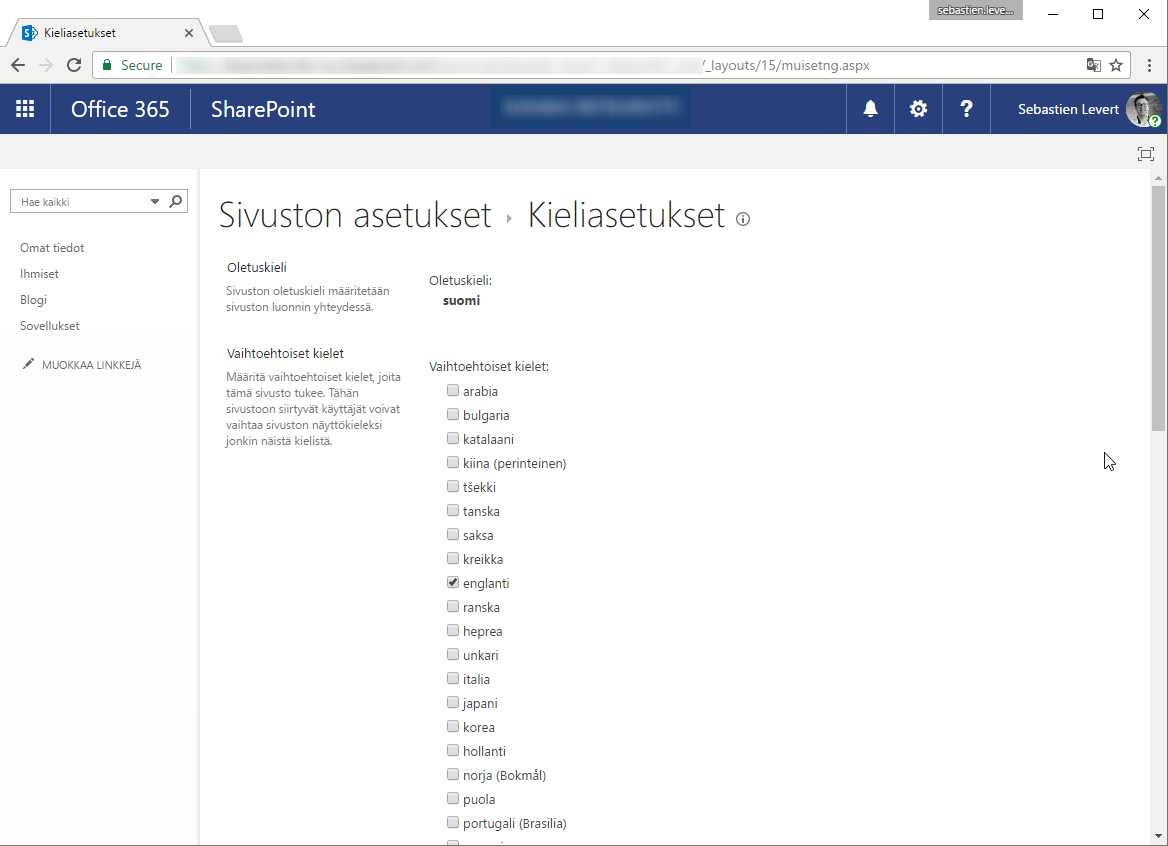 sebastien.leve...
Kieliasetukset
Secure
/_layouts/15/muisetng.aspx
Office 365
SharePoint
?
Sebastien Levert
?
Hae kaikki
Omat tiedot
Ihmiset
Blogi
Sovellukset
MUOKKAA LINKKEJÄ
Sivuston asetukset
Kieliasetukset
Oletuskieli
Sivuston oletuskieli määritetään
sivuston luonnin yhteydessä.
Oletuskieli:
suomi
Vaihtoehtoiset kielet
Määritä vaihtoehtoiset kielet, joita
tämä sivusto tukee. Tähän
sivustoon siirtyvät käyttäjät voivat
vaihtaa sivuston näyttökieleksi
jonkin näistä kielistä.
Vaihtoehtoiset kielet:
arabia
bulgaria
katalaani
kiina (perinteinen)
tšekki
tanska
saksa
kreikka
englanti
ranska
heprea
unkari
italia
japani
korea
hollanti
norja (Bokmål)
puola
portugali (Brasilia)